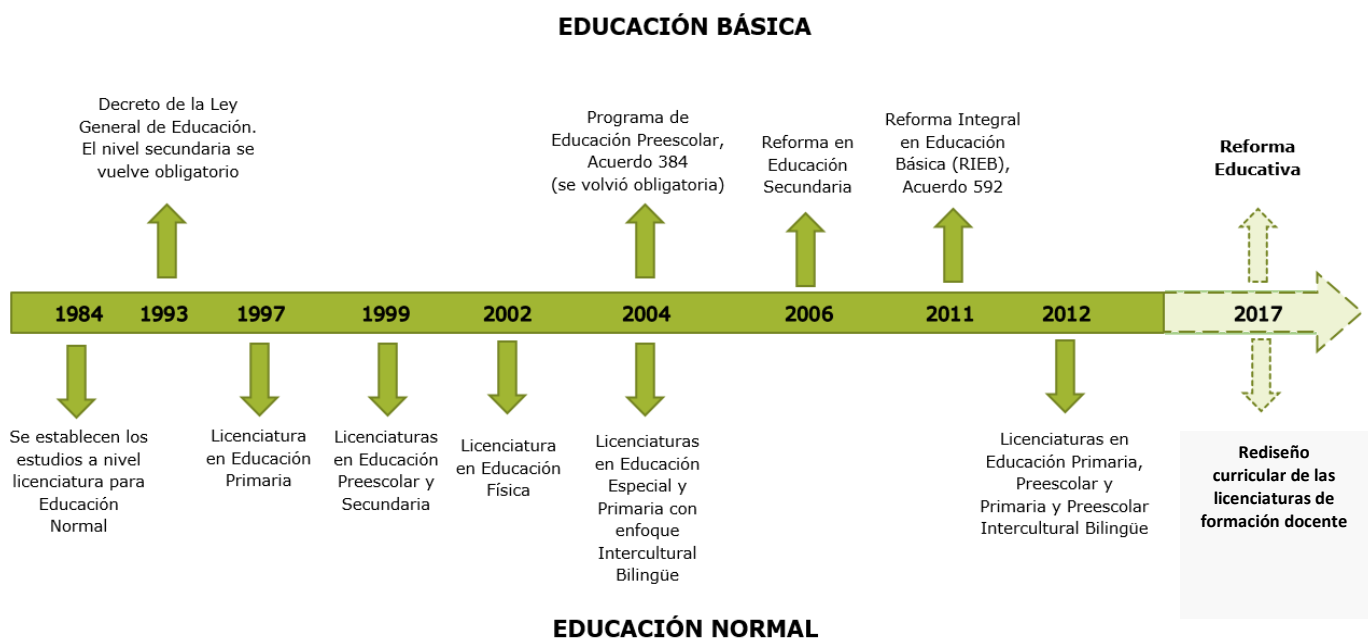 EDUCACIÓN BÁSICA
Decreto de la Ley
General de Educación.
El nivel secundaria se
vuelve obligatorio
Programa de
Educación Preescolar,
Acuerdo 384
(se volvió obligatoria)
Reforma en
Educación
Secundaria
Reforma Integral
en Educación
Básica (RIEB),
Acuerdo 592
Reforma
Educativa
1984 1993 1997 1999 2002 2004 2006 2011 2012 2017
Se establecen los
estudios a nivel
licenciatura para
Educación
Normal
Licenciatura
en Educación
Primaria
Licenciaturas
en Educación
Preescolar y
Secundaria
Licenciatura
en Educación
Física
Licenciaturas
en Educación
Especial y
Primaria con
enfoque
Intercultural
Bilingüe
Licenciaturas en
Educación Primaria,
Preescolar y
Primaria y Preescolar
Intercultural Bilingüe
Rediseño
curricular de las
licenciaturas de
formación docente
EDUCACIÓN NORMAL